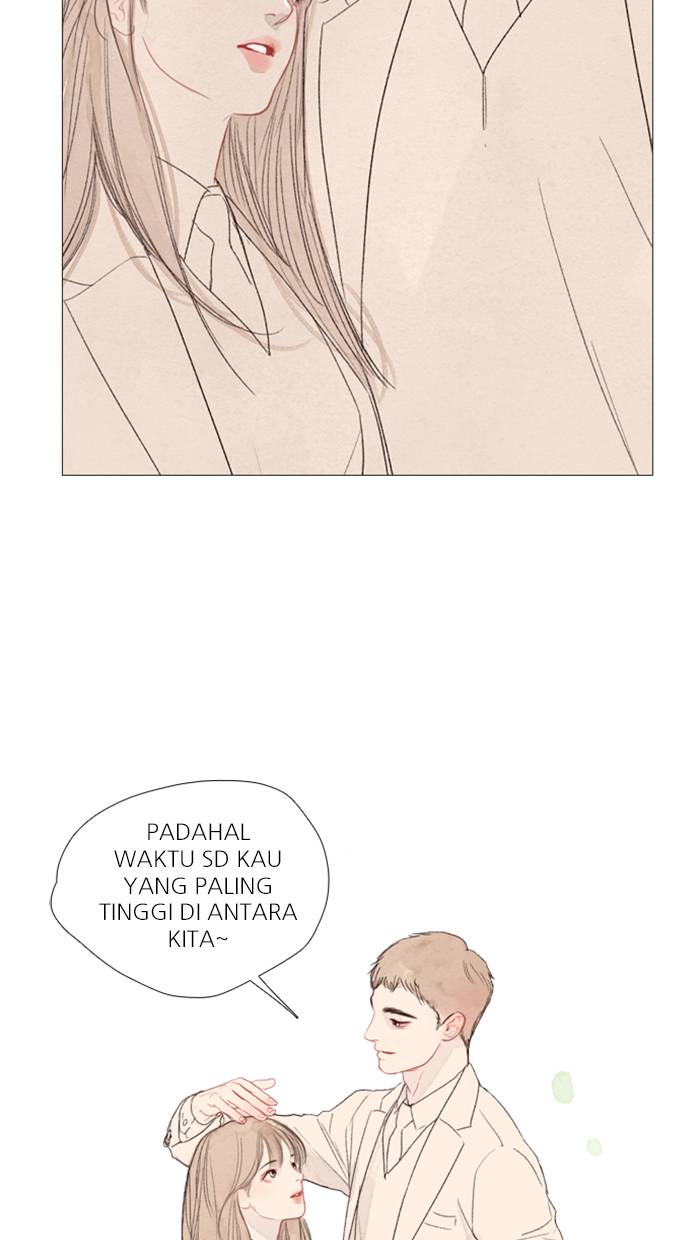 PADAHAL
WAKTU SD KAU
YANG PALING
TINGGI DI ANTARA
KITA~